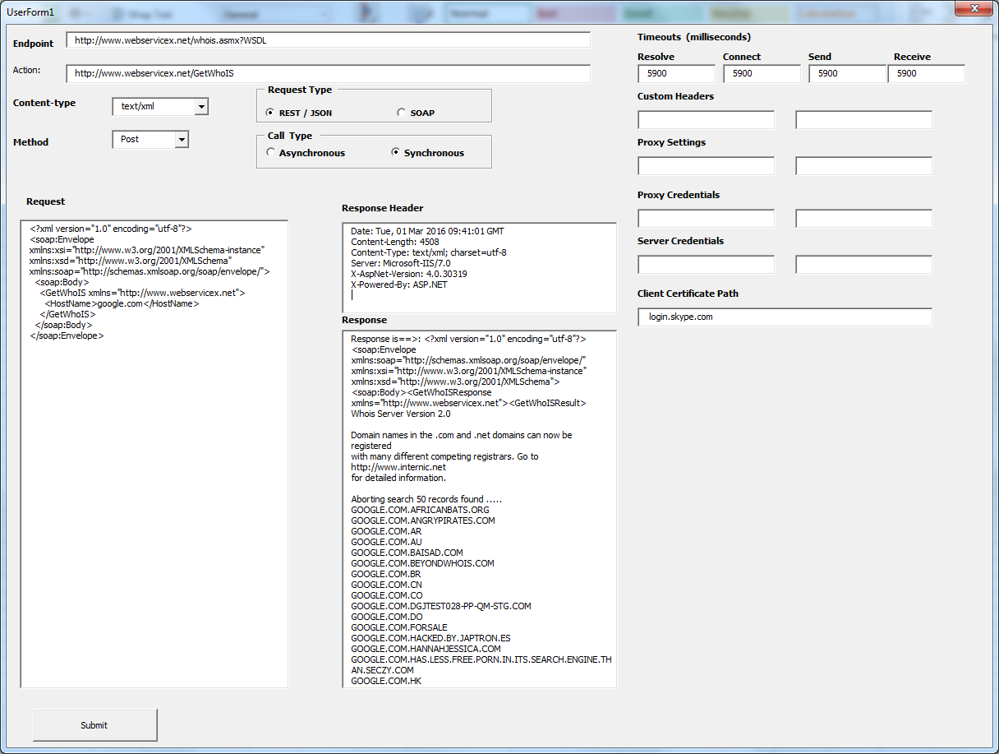 UserForm1
Wrap Text
General
Normal
Bad
Good
Neutral
Calculation
Endpoint
http://www.webservicex.net/whois.asmx?WSDL
Action:
http://www.webservicex.net/GetWhoIS
Content-type
text/xml
Method
Post
Request Type
REST / JSON
SOAP
Call Type
Asynchronous
Synchronous
Timeouts (milliseconds)
Resolve
Connect
Send
Receive
5900
5900
5900
5900
Custom Headers
Proxy Settings
Proxy Credentials
Server Credentials
Client Certificate Path
login.skype.com
Request
<?xml version="1.0" encoding="utf-8"?>
<soap:Envelope
xmlns:xsi="http://www.w3.org/2001/XMLSchema-instance"
xmlns:xsd="http://www.w3.org/2001/XMLSchema"
xmlns:soap="http://schemas.xmlsoap.org/soap/envelope/">
<soap:Body>
<GetWhoIS xmlns="http://www.webservicex.net">
<HostName>google.com</HostName>
</GetWhoIS>
</soap:Body>
</soap:Envelope>
Response Header
Date: Tue, 01 Mar 2016 09:41:01 GMT
Content-Length: 4508
Content-Type: text/xml; charset=utf-8
Server: Microsoft-IIS/7.0
X-AspNet-Version: 4.0.30319
X-Powered-By: ASP.NET
Response
Response is==>: <?xml version="1.0" encoding="utf-8"?>
<soap:Envelope
xmlns:soap="http://schemas.xmlsoap.org/soap/envelope/"
xmlns:xsi="http://www.w3.org/2001/XMLSchema-instance"
xmlns:xsd="http://www.w3.org/2001/XMLSchema">
<soap:Body><GetWhoISResponse
xmlns="http://www.webservicex.net"><GetWhoISResult>
Whois Server Version 2.0
Domain names in the .com and .net domains can now be
registered
with many different competing registrars. Go to
http://www.internic.net
for detailed information.
Aborting search 50 records found .....
GOOGLE.COM.AFRICANBATS.ORG
GOOGLE.COM.ANGRYPIRATES.COM
GOOGLE.COM.AR
GOOGLE.COM.AU
GOOGLE.COM.BAISAD.COM
GOOGLE.COM.BEYONDWHOIS.COM
GOOGLE.COM.BR
GOOGLE.COM.CN
GOOGLE.COM.CO
GOOGLE.COM.DGJTEST028-PP-QM-STG.COM
GOOGLE.COM.DO
GOOGLE.COM.FORSALE
GOOGLE.COM.HACKED.BY.JAPTRON.ES
GOOGLE.COM.HANNAHJESSICA.COM
GOOGLE.COM.HAS.LESS.FREE.PORN.IN.ITS.SEARCH.ENGINE.TH
AN.SECZY.COM
GOOGLE.COM.HK
Submit